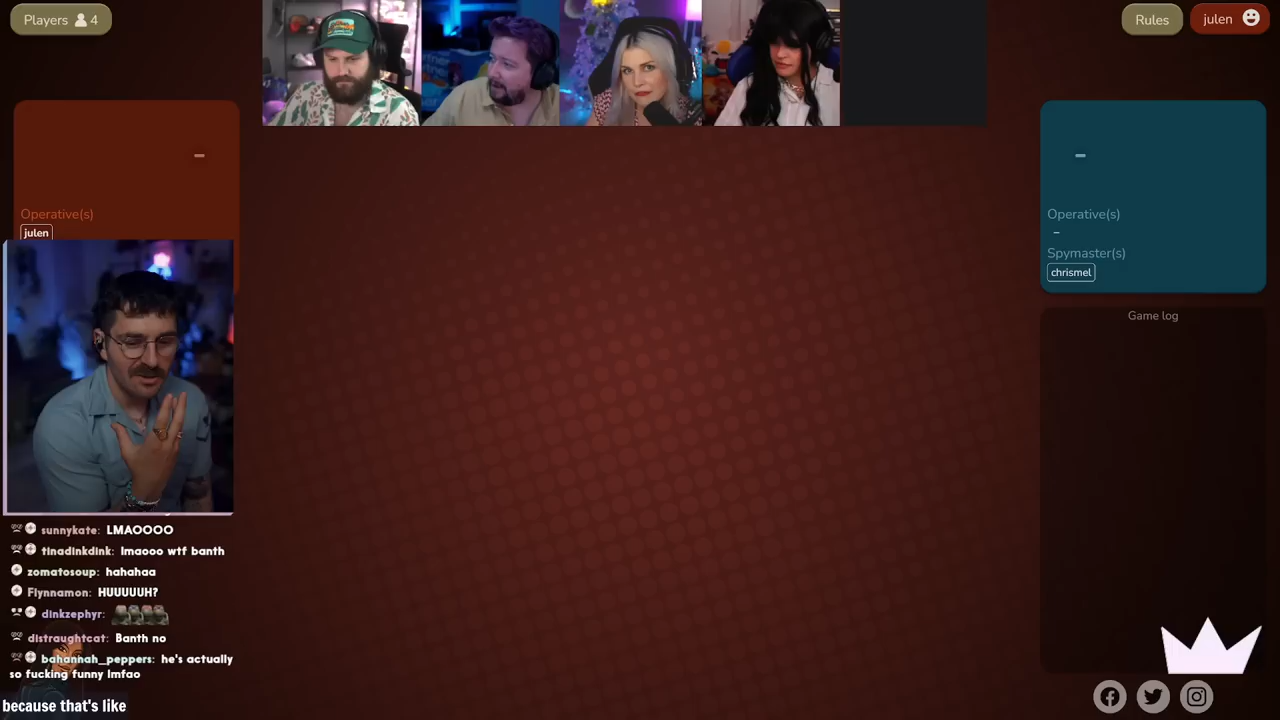 Players 4
Rules
julen
-
Operative(s)
julen
-
Operative(s)
-
Spymaster(s)
chrismel
Game log
sunnykate: LMAOOOO
tinadinkdink: lmaooo wtf banth
zomatosoup: hahahaa
Flynnamon: HUUUUUH?
dinkzephyr:
distraughtcat: Banth no
bahannah_peppers: he's actually
so fucking funny lmfao
because that's like